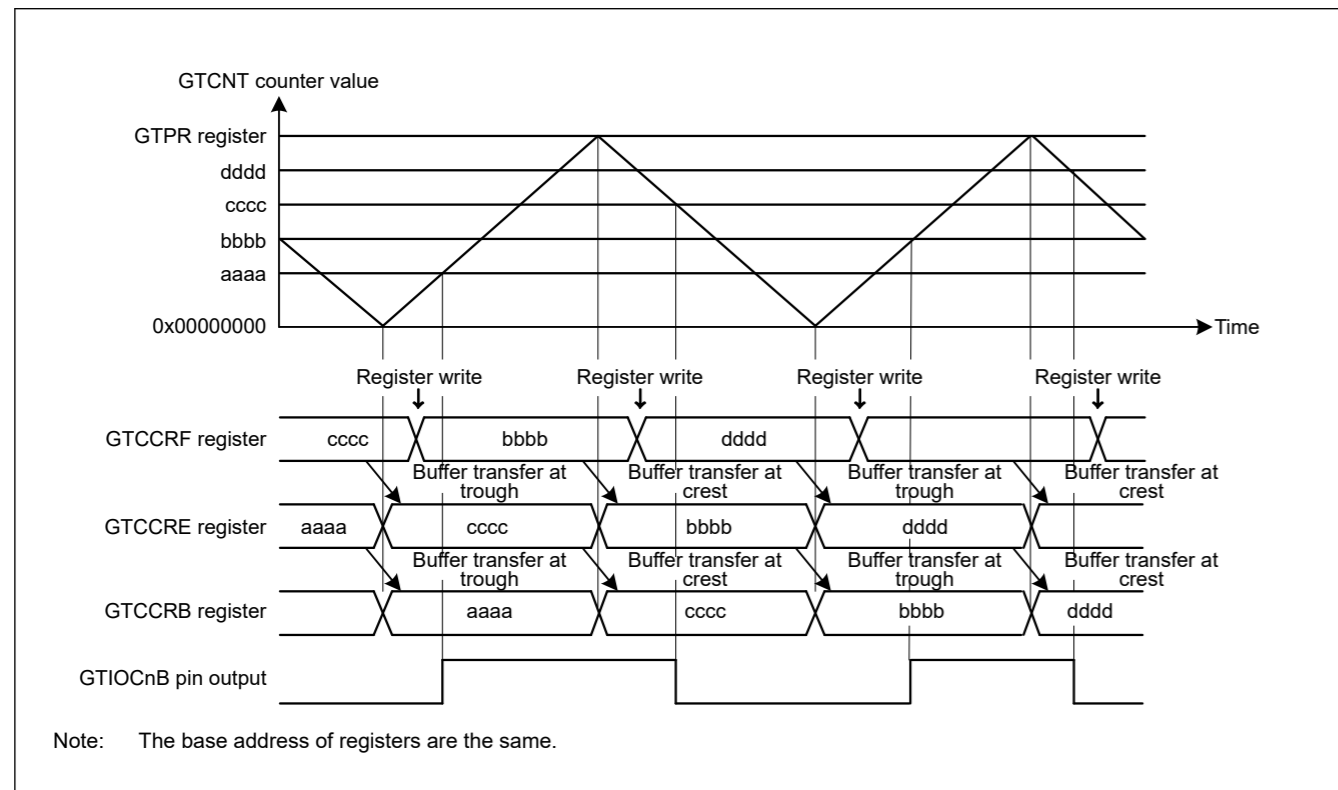 GTCNT counter value
GTPR register
dddd
cccc
bbbb
aaaa
0x00000000
Time
Register write Register write Register write Register write
GTCCRF register cccc bbbb dddd
Buffer transfer at trough
Buffer transfer at crest
Buffer transfer at trough
Buffer transfer at crest
GTCCRE register aaaa cccc bbbb dddd
Buffer transfer at trough
Buffer transfer at crest
Buffer transfer at trough
Buffer transfer at crest
GTCCRB register aaaa cccc bbbb dddd
GTIOCnB pin output
Note: The base address of registers are the same.